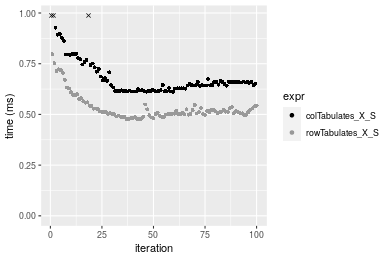 1.00
0.75
0.50
0.25
0.00
time (ms)
0
25
50
75
100
iteration
expr
colTabulates_X_S
rowTabulates_X_S